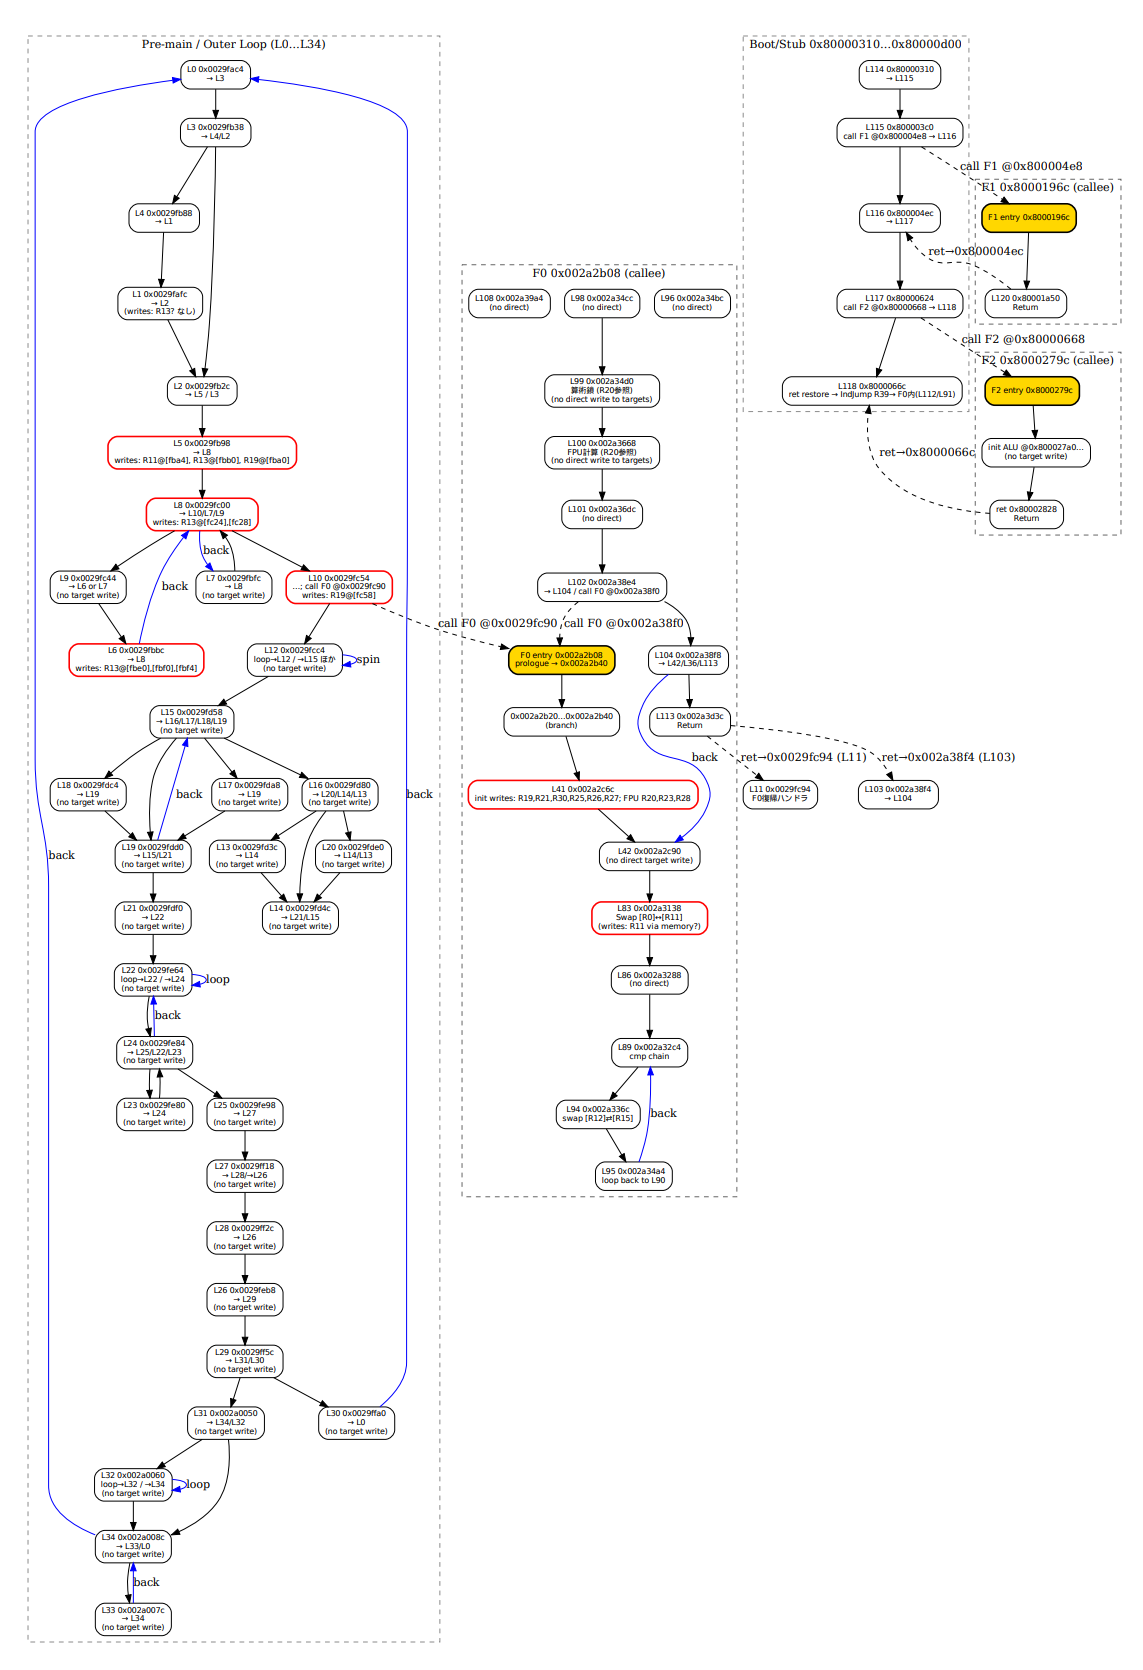 Pre-main / Outer Loop (L0…L34)
L0 0x0029fac4
→ L3
L3 0x0029fb38
→ L4/L2
L4 0x0029fb88
→ L1
L1 0x0029fafc
→ L2
(writes: R13? なし)
L2 0x0029fb2c
→ L5 / L3
L5 0x0029fb98
→ L8
writes: R11@[fba4], R13@[fbb0], R19@[fba0]
L8 0x0029fc00
→ L10/L7/L9
writes: R13@[fc24],[fc28]
back
L9 0x0029fc44
→ L6 or L7
(no target write)
back
L7 0x0029fbfc
→ L8
(no target write)
L10 0x0029fc54
…; call F0 @0x0029fc90
writes: R19@[fc58]
L6 0x0029fbbc
→ L8
writes: R13@[fbe0],[fbf0],[fbf4]
L12 0x0029fcc4
loop→L12 / →L15 ほか
(no target write)
spin
L15 0x0029fd58
→ L16/L17/L18/L19
(no target write)
L18 0x0029fdc4
→ L19
(no target write)
back
L17 0x0029fda8
→ L19
(no target write)
L16 0x0029fd80
→ L20/L14/L13
(no target write)
back
L19 0x0029fdd0
→ L15/L21
(no target write)
L13 0x0029fd3c
→ L14
(no target write)
L20 0x0029fde0
→ L14/L13
(no target write)
back
L21 0x0029fdf0
→ L22
(no target write)
L14 0x0029fd4c
→ L21/L15
(no target write)
L22 0x0029fe64
loop→L22 / →L24
(no target write)
loop
back
L24 0x0029fe84
→ L25/L22/L23
(no target write)
L23 0x0029fe80
→ L24
(no target write)
L25 0x0029fe98
→ L27
(no target write)
L27 0x0029ff18
→ L28/→L26
(no target write)
L28 0x0029ff2c
→ L26
(no target write)
L26 0x0029feb8
→ L29
(no target write)
L29 0x0029ff5c
→ L31/L30
(no target write)
L31 0x002a0050
→ L34/L32
(no target write)
L30 0x0029ffa0
→ L0
(no target write)
L32 0x002a0060
loop→L32 / →L34
(no target write)
loop
L34 0x002a008c
→ L33/L0
(no target write)
back
L33 0x002a007c
→ L34
(no target write)
F0 0x002a2b08 (callee)
L108 0x002a39a4
(no direct)
L98 0x002a34cc
(no direct)
L96 0x002a34bc
(no direct)
L99 0x002a34d0
算術鎖 (R20参照)
(no direct write to targets)
L100 0x002a3668
FPU計算 (R20参照)
(no direct write to targets)
L101 0x002a36dc
(no direct)
L102 0x002a38e4
→ L104 / call F0 @0x002a38f0
call F0 @0x0029fc90
call F0 @0x002a38f0
F0 entry 0x002a2b08
prologue → 0x002a2b40
L104 0x002a38f8
→ L42/L36/L113
0x002a2b20…0x002a2b40
(branch)
L113 0x002a3d3c
Return
back
ret→0x0029fc94 (L11)
ret→0x002a38f4 (L103)
L41 0x002a2c6c
init writes: R19,R21,R30,R25,R26,R27; FPU R20,R23,R28
L11 0x0029fc94
F0復帰ハンドラ
L103 0x002a38f4
→ L104
L42 0x002a2c90
(no direct target write)
L83 0x002a3138
Swap [R0]↔[R11]
(writes: R11 via memory?)
L86 0x002a3288
(no direct)
L89 0x002a32c4
cmp chain
L94 0x002a336c
swap [R12]⇄[R15]
back
L95 0x002a34a4
loop back to L90
Boot/Stub 0x80000310…0x80000d00
L114 0x80000310
→ L115
L115 0x800003c0
call F1 @0x800004e8 → L116
call F1 @0x800004e8
F1 0x8000196c (callee)
L116 0x800004ec
→ L117
F1 entry 0x8000196c
ret→0x800004ec
L117 0x80000624
call F2 @0x80000668 → L118
L120 0x80001a50
Return
call F2 @0x80000668
F2 0x8000279c (callee)
L118 0x8000066c
ret restore → IndJump R39→ F0内(L112/L91)
F2 entry 0x8000279c
ret→0x8000066c
init ALU @0x800027a0…
(no target write)
ret 0x80002828
Return